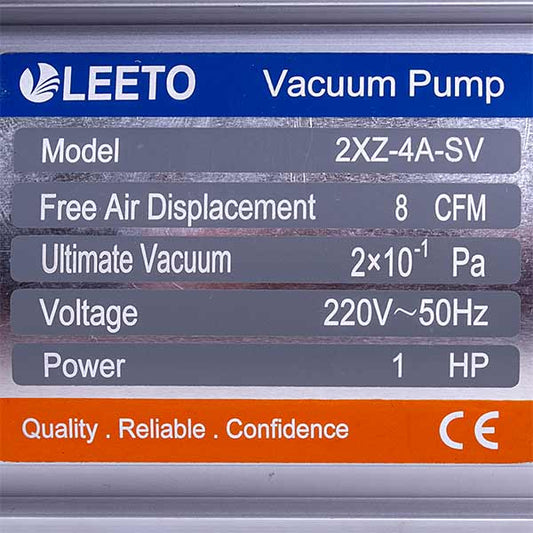 LEETO Vacuum Pump
Model 2XZ-4A-SV
Free Air Displacement 8 CFM
Ultimate Vacuum 2×10⁻¹ Pa
Voltage 220V～50Hz
Power 1 HP
Quality . Reliable . Confidence CE